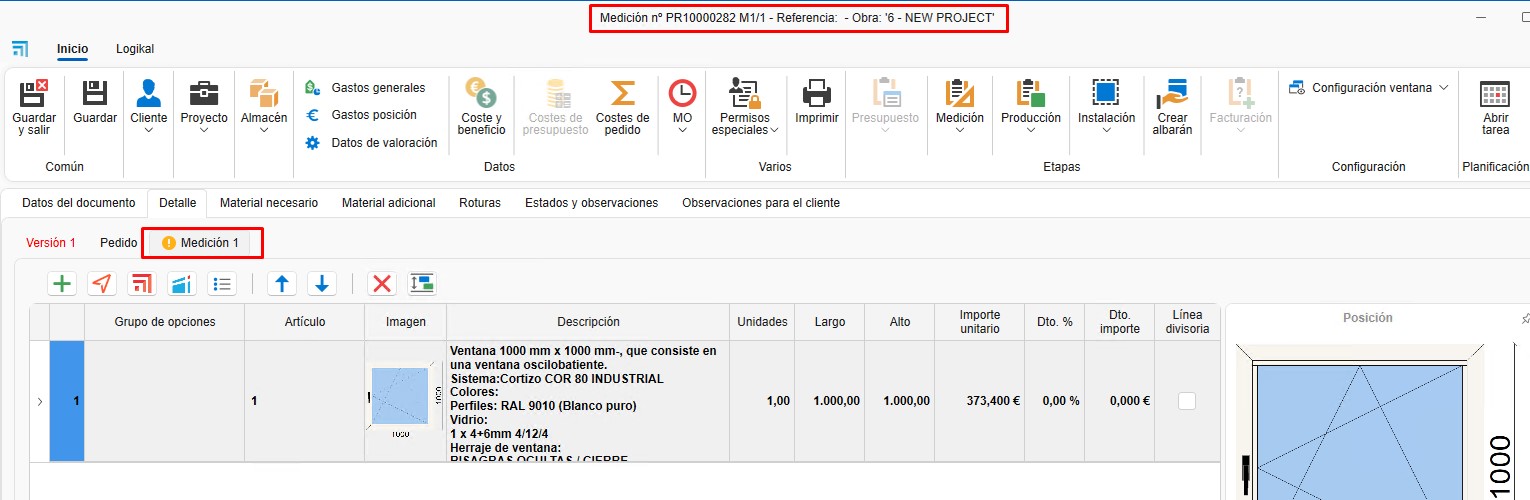 Medición nº PR10000282 M1/1 - Referencia:  - Obra: '6 - NEW PROJECT'
Inicio
Logikal
Guardar
y salir
Guardar
Cliente
Proyecto
Almacén
Gastos generales
Gastos posición
Datos de valoración
Coste y
beneficio
Costes de
presupuesto
Costes de
pedido
MO
Permisos
especiales
Imprimir
Presupuesto
Medición
Producción
Instalación
Crear
albarán
Facturación
Configuración ventana
Abrir
tarea
Común
Datos
Varios
Etapas
Configuración
Planificación
Datos del documento
Detalle
Material necesario
Material adicional
Roturas
Estados y observaciones
Observaciones para el cliente
Versión 1
Pedido
Medición 1
Grupo de opciones
Artículo
Imagen
Descripción
Unidades
Largo
Alto
Importe
unitario
Dto. %
Dto.
importe
Línea
divisoria
Posición
1
1
1000
1000
Ventana 1000 mm x 1000 mm-, que consiste en
una ventana oscilobatiente.
Sistema:Cortizo COR 80 INDUSTRIAL
Colores:
Perfiles: RAL 9010 (Blanco puro)
Vidrio:
1 x 4+6mm 4/12/4
Herraje de ventana:
BISAGRAS OCULTAS / CIERRE
1,00
1.000,00
1.000,00
373,400 €
0,00 %
0,000 €
1000